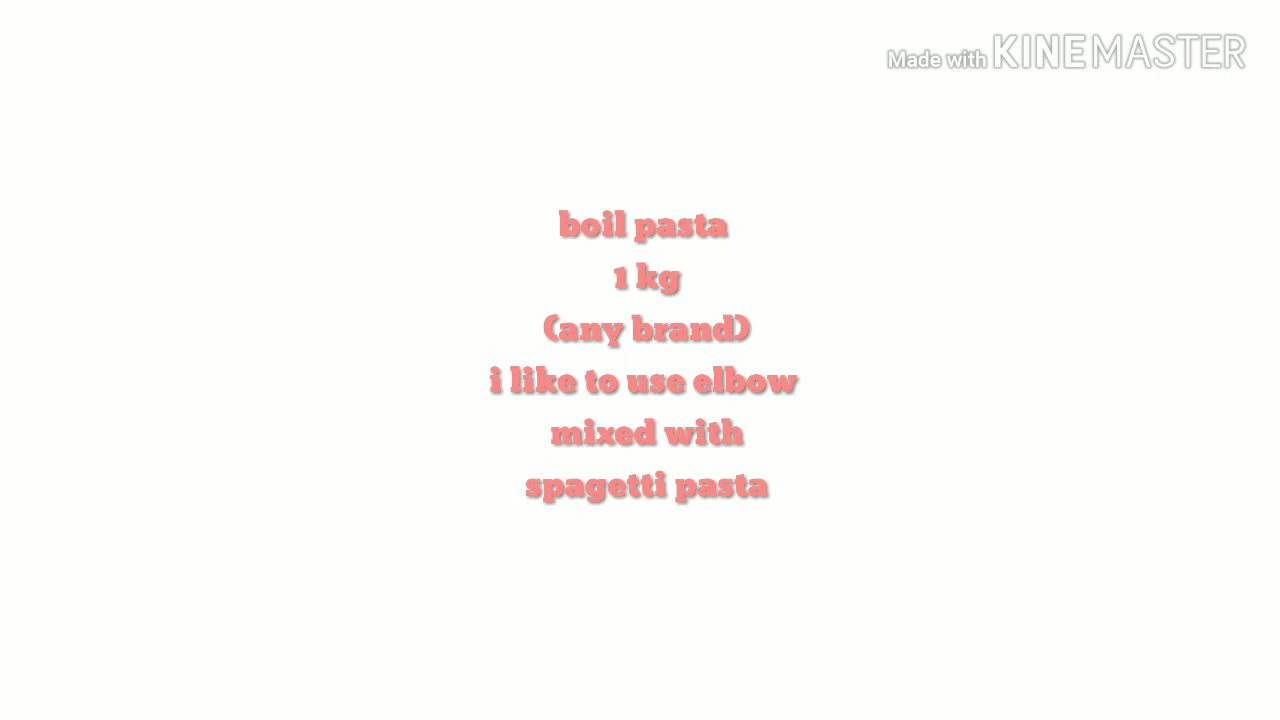 Made with KINEMASTER
boil pasta
1 kg
(any brand)
i like to use elbow
mixed with
spagetti pasta